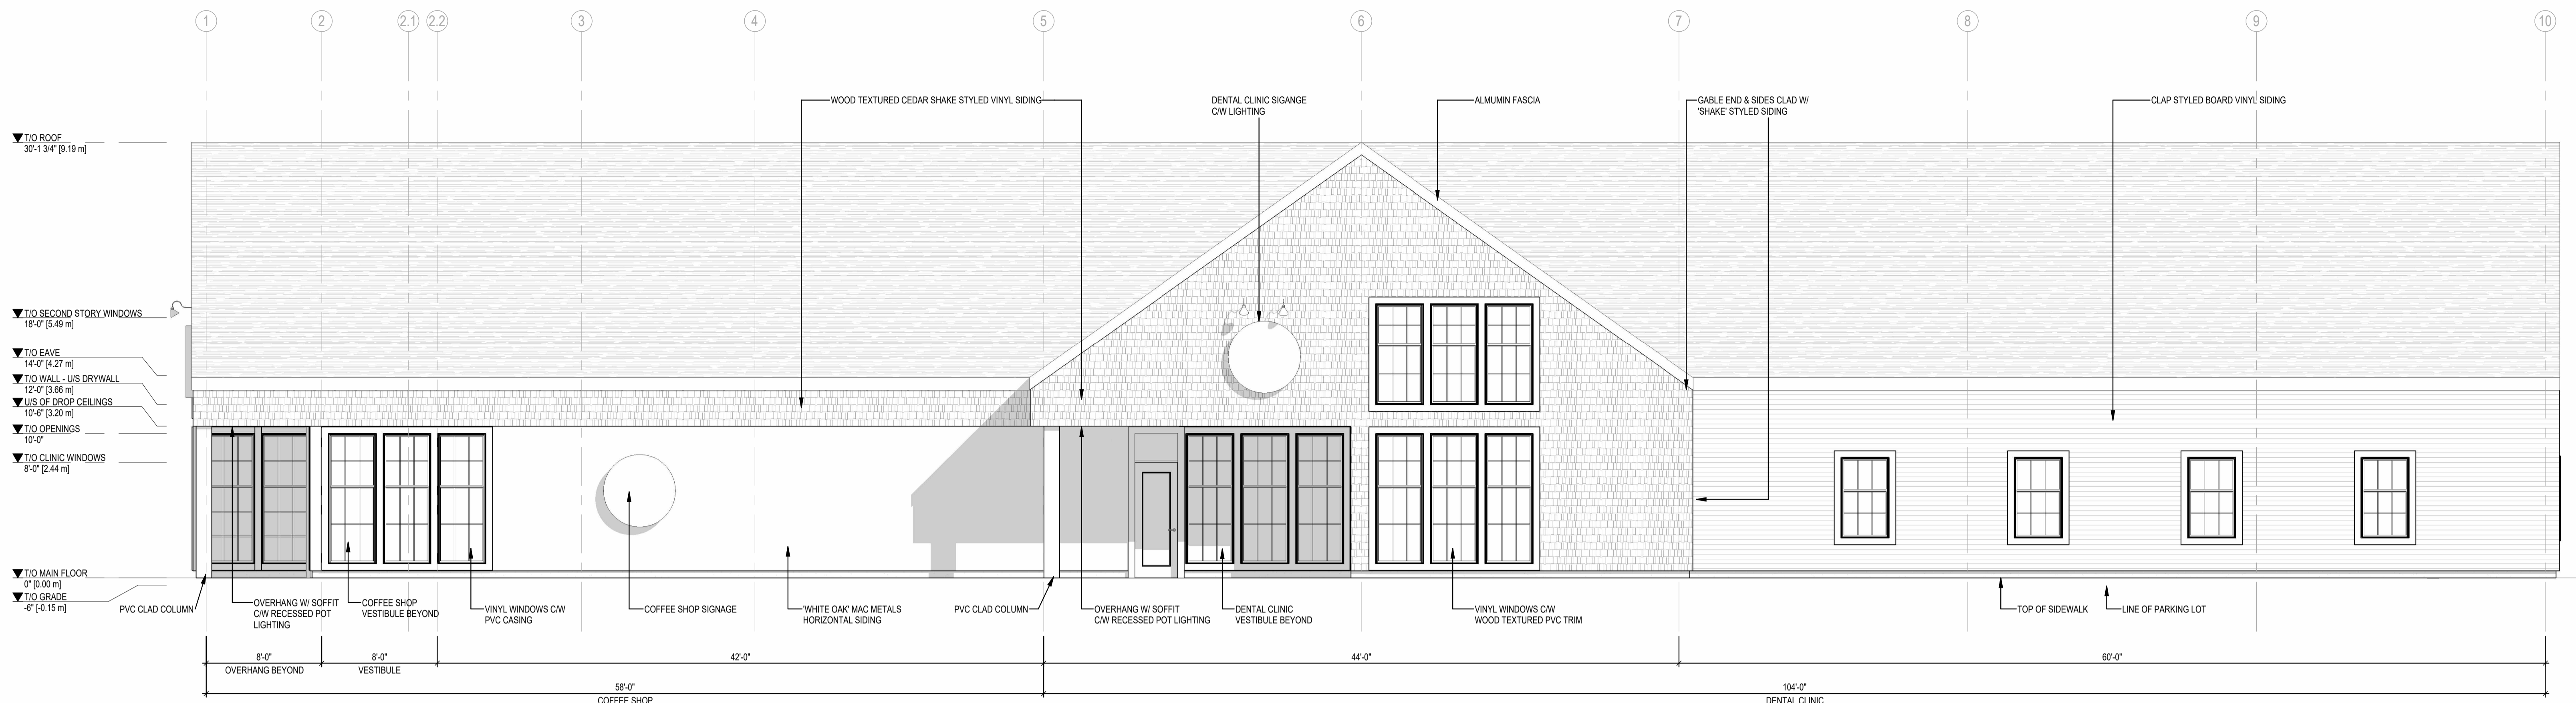 1 2 2.1 2.2 3 4 5 6 7 8 9 10
WOOD TEXTURED CEDAR SHAKE STYLED VINYL SIDING
DENTAL CLINIC SIGANGE
C/W LIGHTING
ALMUMIN FASCIA
GABLE END & SIDES CLAD W/
'SHAKE' STYLED SIDING
CLAP STYLED BOARD VINYL SIDING
T/O ROOF
30'-1 3/4" [9.19 m]
T/O SECOND STORY WINDOWS
18'-0" [5.49 m]
T/O EAVE
14'-0" [4.27 m]
T/O WALL - U/S DRYWALL
12'-0" [3.66 m]
U/S OF DROP CEILINGS
10'-6" [3.20 m]
T/O OPENINGS
10'-0"
T/O CLINIC WINDOWS
8'-0" [2.44 m]
T/O MAIN FLOOR
0" [0.00 m]
T/O GRADE
-6" [-0.15 m]
PVC CLAD COLUMN
OVERHANG W/ SOFFIT
C/W RECESSED POT
LIGHTING
COFFEE SHOP
VESTIBULE BEYOND
VINYL WINDOWS C/W
PVC CASING
COFFEE SHOP SIGNAGE
'WHITE OAK' MAC METALS
HORIZONTAL SIDING
PVC CLAD COLUMN
OVERHANG W/ SOFFIT
C/W RECESSED POT LIGHTING
DENTAL CLINIC
VESTIBULE BEYOND
VINYL WINDOWS C/W
WOOD TEXTURED PVC TRIM
TOP OF SIDEWALK
LINE OF PARKING LOT
8'-0" 8'-0" 42'-0" 44'-0" 60'-0"
OVERHANG BEYOND VESTIBULE
58'-0" 104'-0"
COFFEE SHOP DENTAL CLINIC